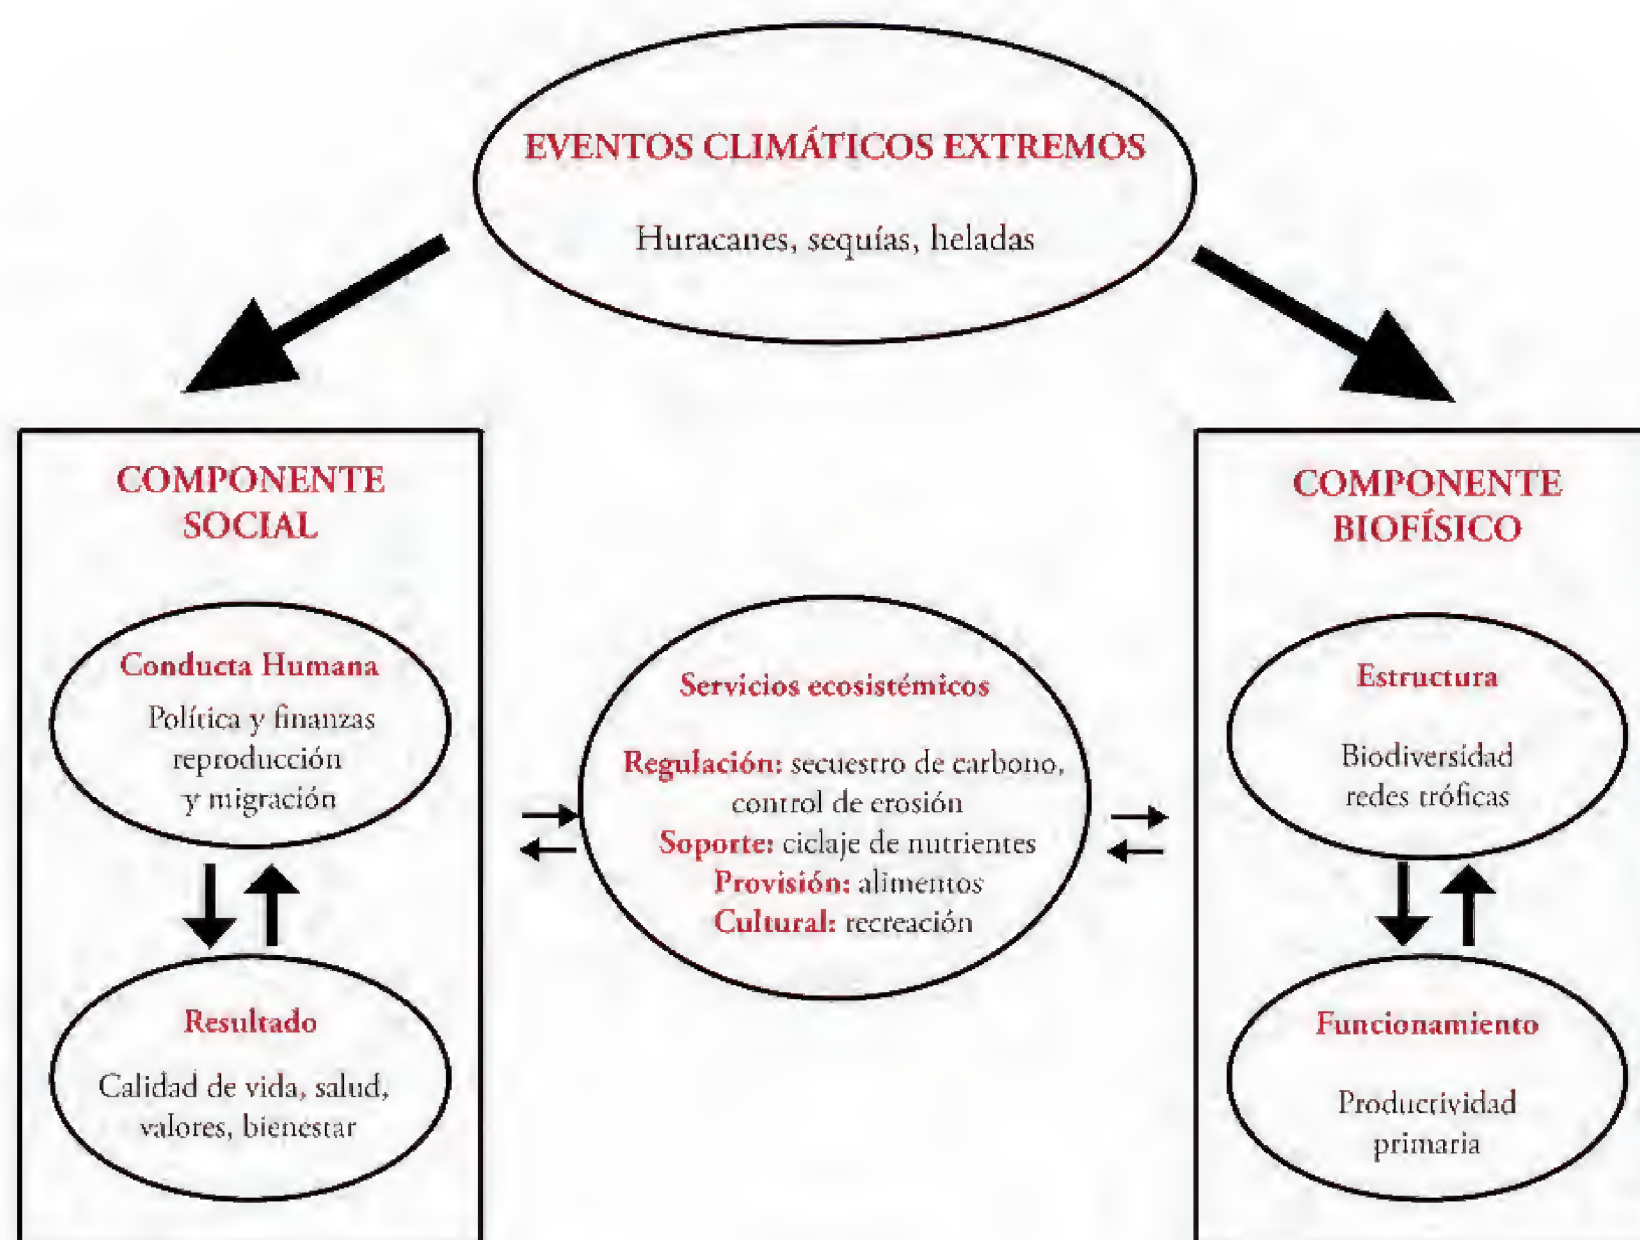 EVENTOS CLIMÁTICOS EXTREMOS
Huracanes, sequías, heladas
COMPONENTE
SOCIAL
Conducta Humana
Política y finanzas
reproducción
y migración
Resultado
Calidad de vida, salud,
valores, bienestar
Servicios ecosistémicos
Regulación: secuestro de carbono,
control de erosión
Soporte: ciclaje de nutrientes
Provisión: alimentos
Cultural: recreación
COMPONENTE
BIOFÍSICO
Estructura
Biodiversidad
redes tróficas
Funcionamiento
Productividad
primaria